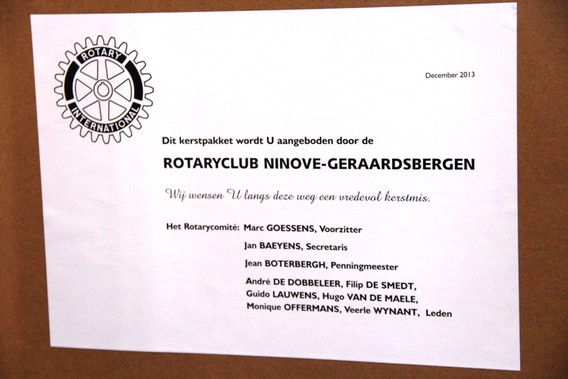 ROTARY
INTERNATIONAL
December 2013
Dit kerstpakket wordt U aangeboden door de
ROTARYCLUB NINOVE-GERAARDSBERGEN
Wij wensen U langs deze weg een vredevol kerstmis.
Het Rotarycomité: Marc GOESSENS, Voorzitter
Jan BAEYENS, Secretaris
Jean BOTERBERGH, Penningmeester
André DE DOBBELEER, Filip DE SMEDT,
Guido LAUWENS, Hugo VAN DE MAELE,
Monique OFFERMANS, Veerle WYNANT, Leden